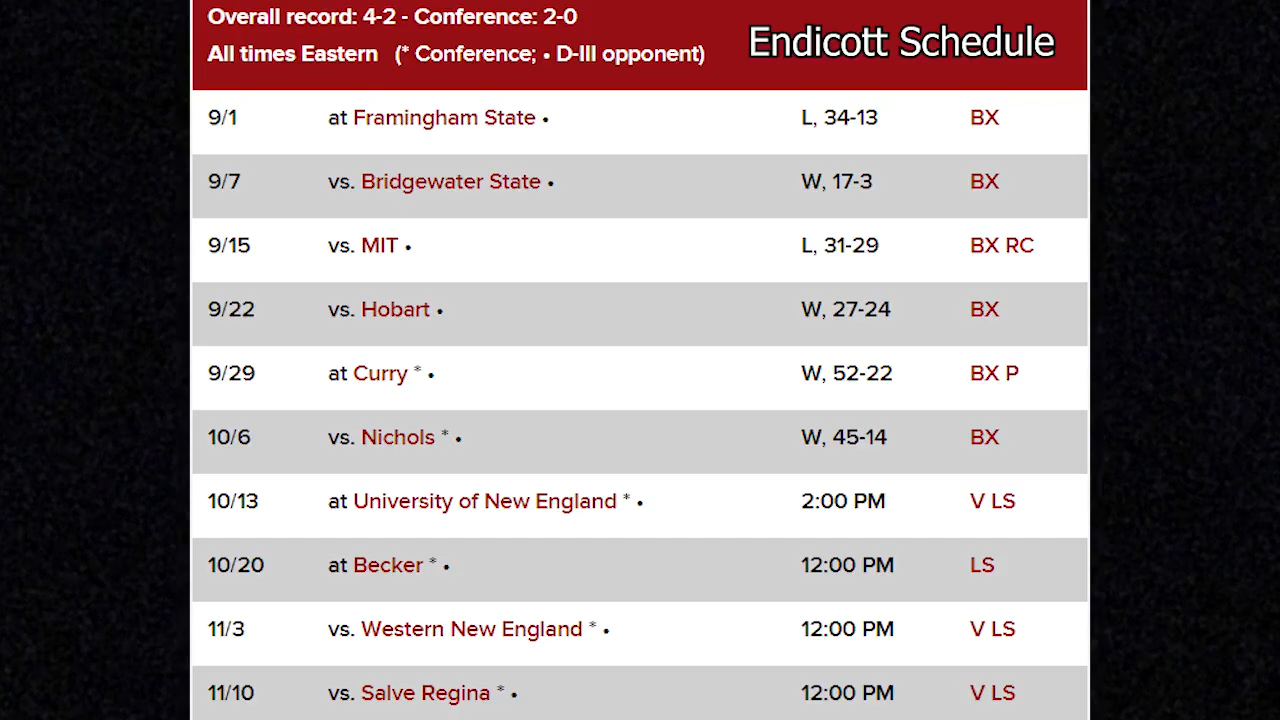 Overall record: 4-2 - Conference: 2-0
All times Eastern (* Conference; • D-III opponent) Endicott Schedule
9/1 at Framingham State • L, 34-13 BX
9/7 vs. Bridgewater State • W, 17-3 BX
9/15 vs. MIT • L, 31-29 BX RC
9/22 vs. Hobart • W, 27-24 BX
9/29 at Curry * • W, 52-22 BX P
10/6 vs. Nichols * • W, 45-14 BX
10/13 at University of New England * • 2:00 PM V LS
10/20 at Becker * • 12:00 PM LS
11/3 vs. Western New England * • 12:00 PM V LS
11/10 vs. Salve Regina * • 12:00 PM V LS